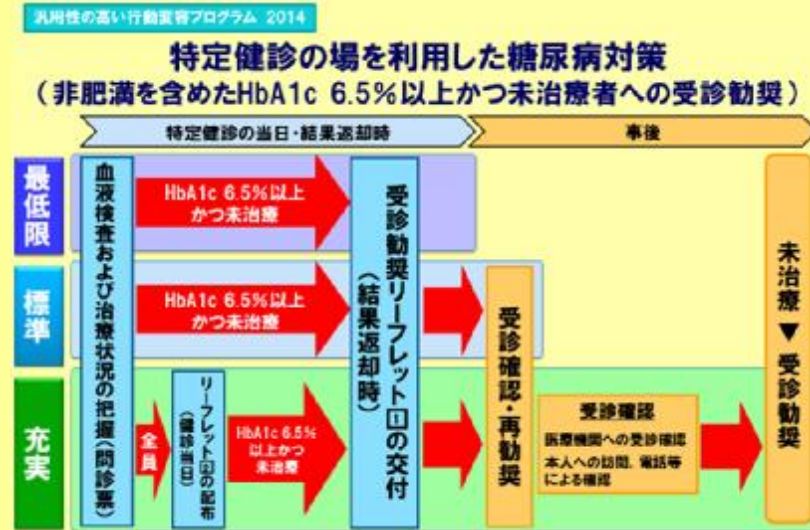 汎用性の高い行動変容プログラム 2014
特定健診の場を利用した糖尿病対策
(非肥満を含めたHbA1c 6.5%以上かつ未治療者への受診勧奨)
特定健診の当日・結果返却時
事後
最低限
標準
充実
血液検査および治療状況の把握(問診票)
HbA1c 6.5%以上
かつ未治療
HbA1c 6.5%以上
かつ未治療
全員
リーフレット②の配布
(健診当日)
HbA1c 6.5%
以上かつ
未治療
受診勧奨リーフレット①の交付
(結果返却時)
受診確認・再勧奨
受診確認
医療機関への受診確認
本人への訪問、電話等
による確認
未治療▼受診勧奨